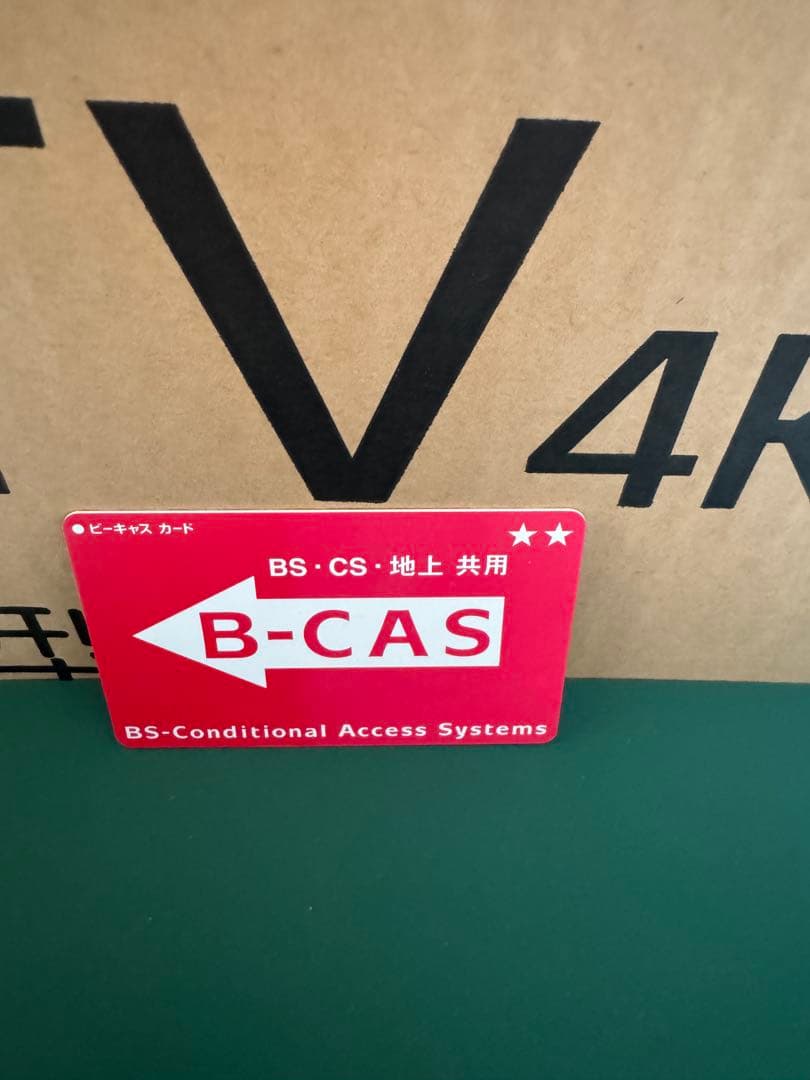 V 4K
●ビーキャス カード
★★
BS・CS・地上 共用
B-CAS
BS-Conditional Access Systems